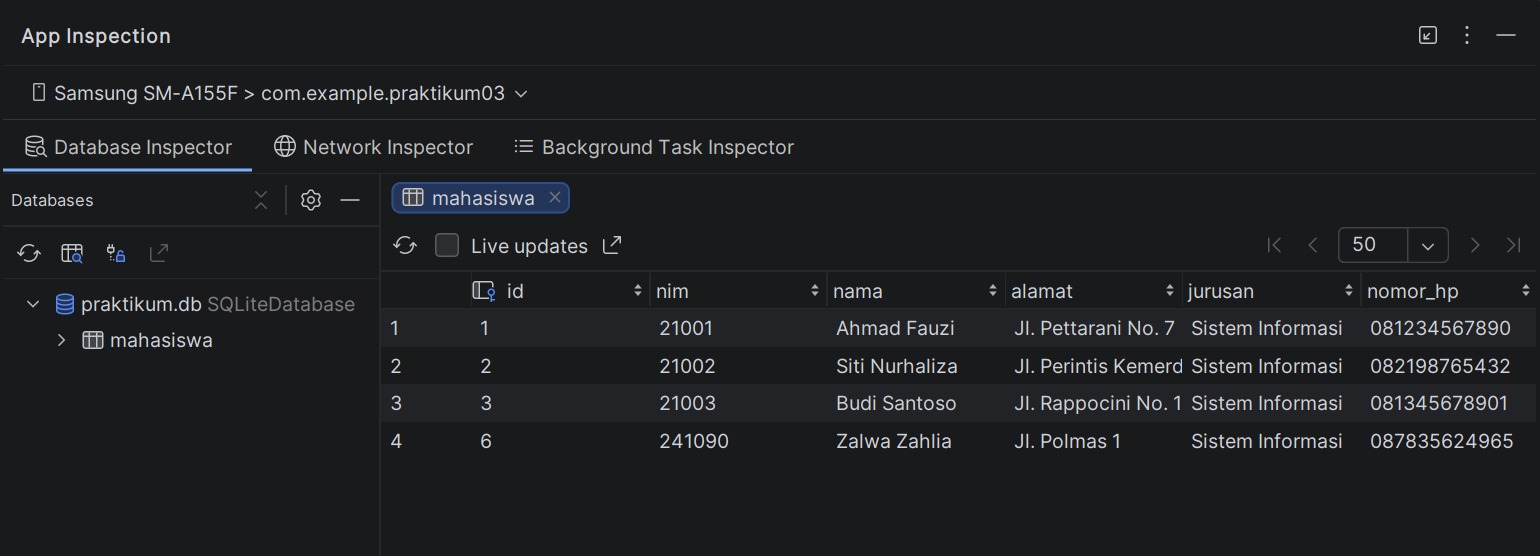 App Inspection
Samsung SM-A155F > com.example.praktikum03
Database Inspector Network Inspector Background Task Inspector
Databases
mahasiswa
Live updates 50
praktikum.db SQLiteDatabase
mahasiswa
id nim nama alamat jurusan nomor_hp
1 1 21001 Ahmad Fauzi Jl. Pettarani No. 7 Sistem Informasi 081234567890
2 2 21002 Siti Nurhaliza Jl. Perintis Kemerd Sistem Informasi 082198765432
3 3 21003 Budi Santoso Jl. Rappocini No. 1 Sistem Informasi 081345678901
4 6 241090 Zalwa Zahlia Jl. Polmas 1 Sistem Informasi 087835624965